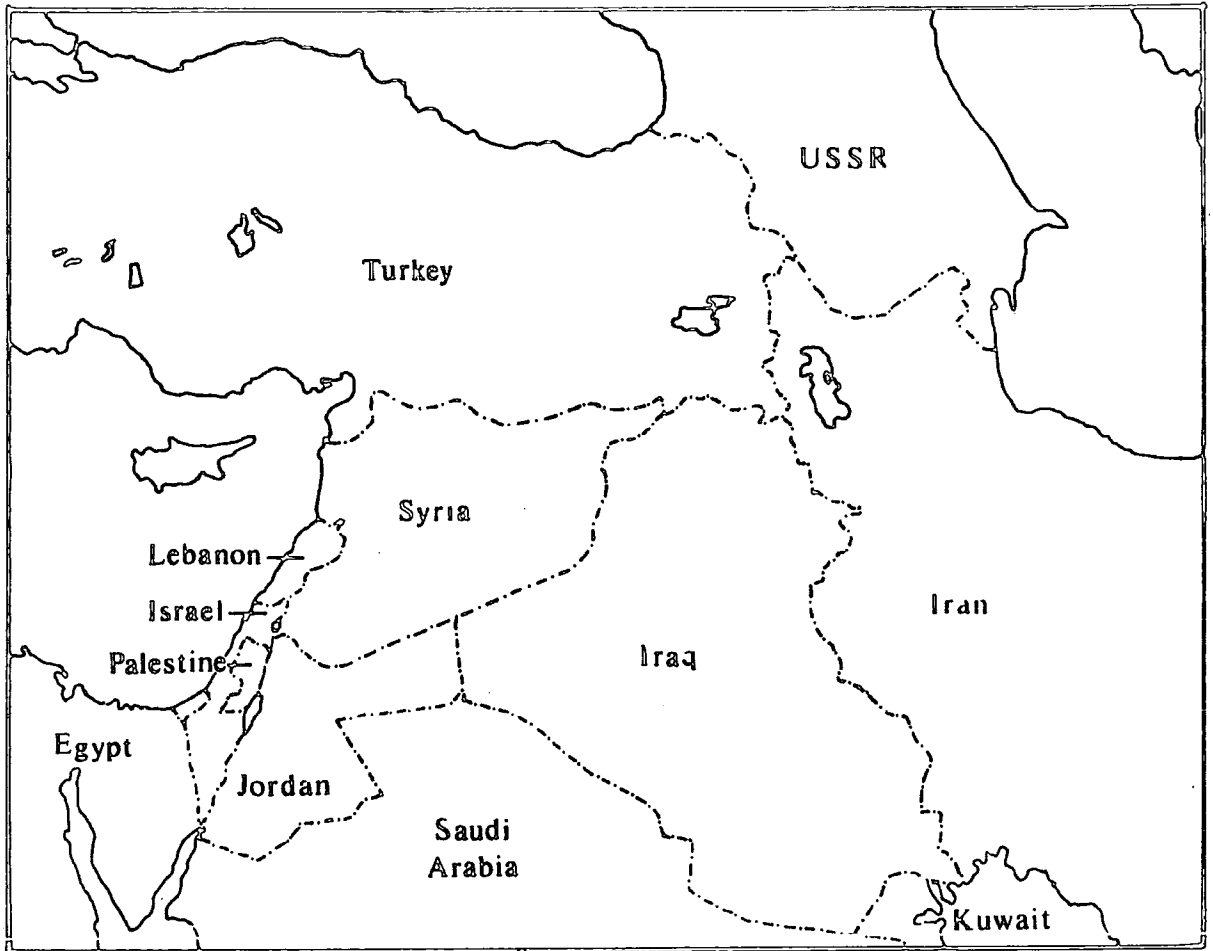 USSR
Turkey
Syria
Lebanon
Israel
Iran
Palestine
Iraq
Egypt
Jordan
Saudi
Arabia
Kuwait